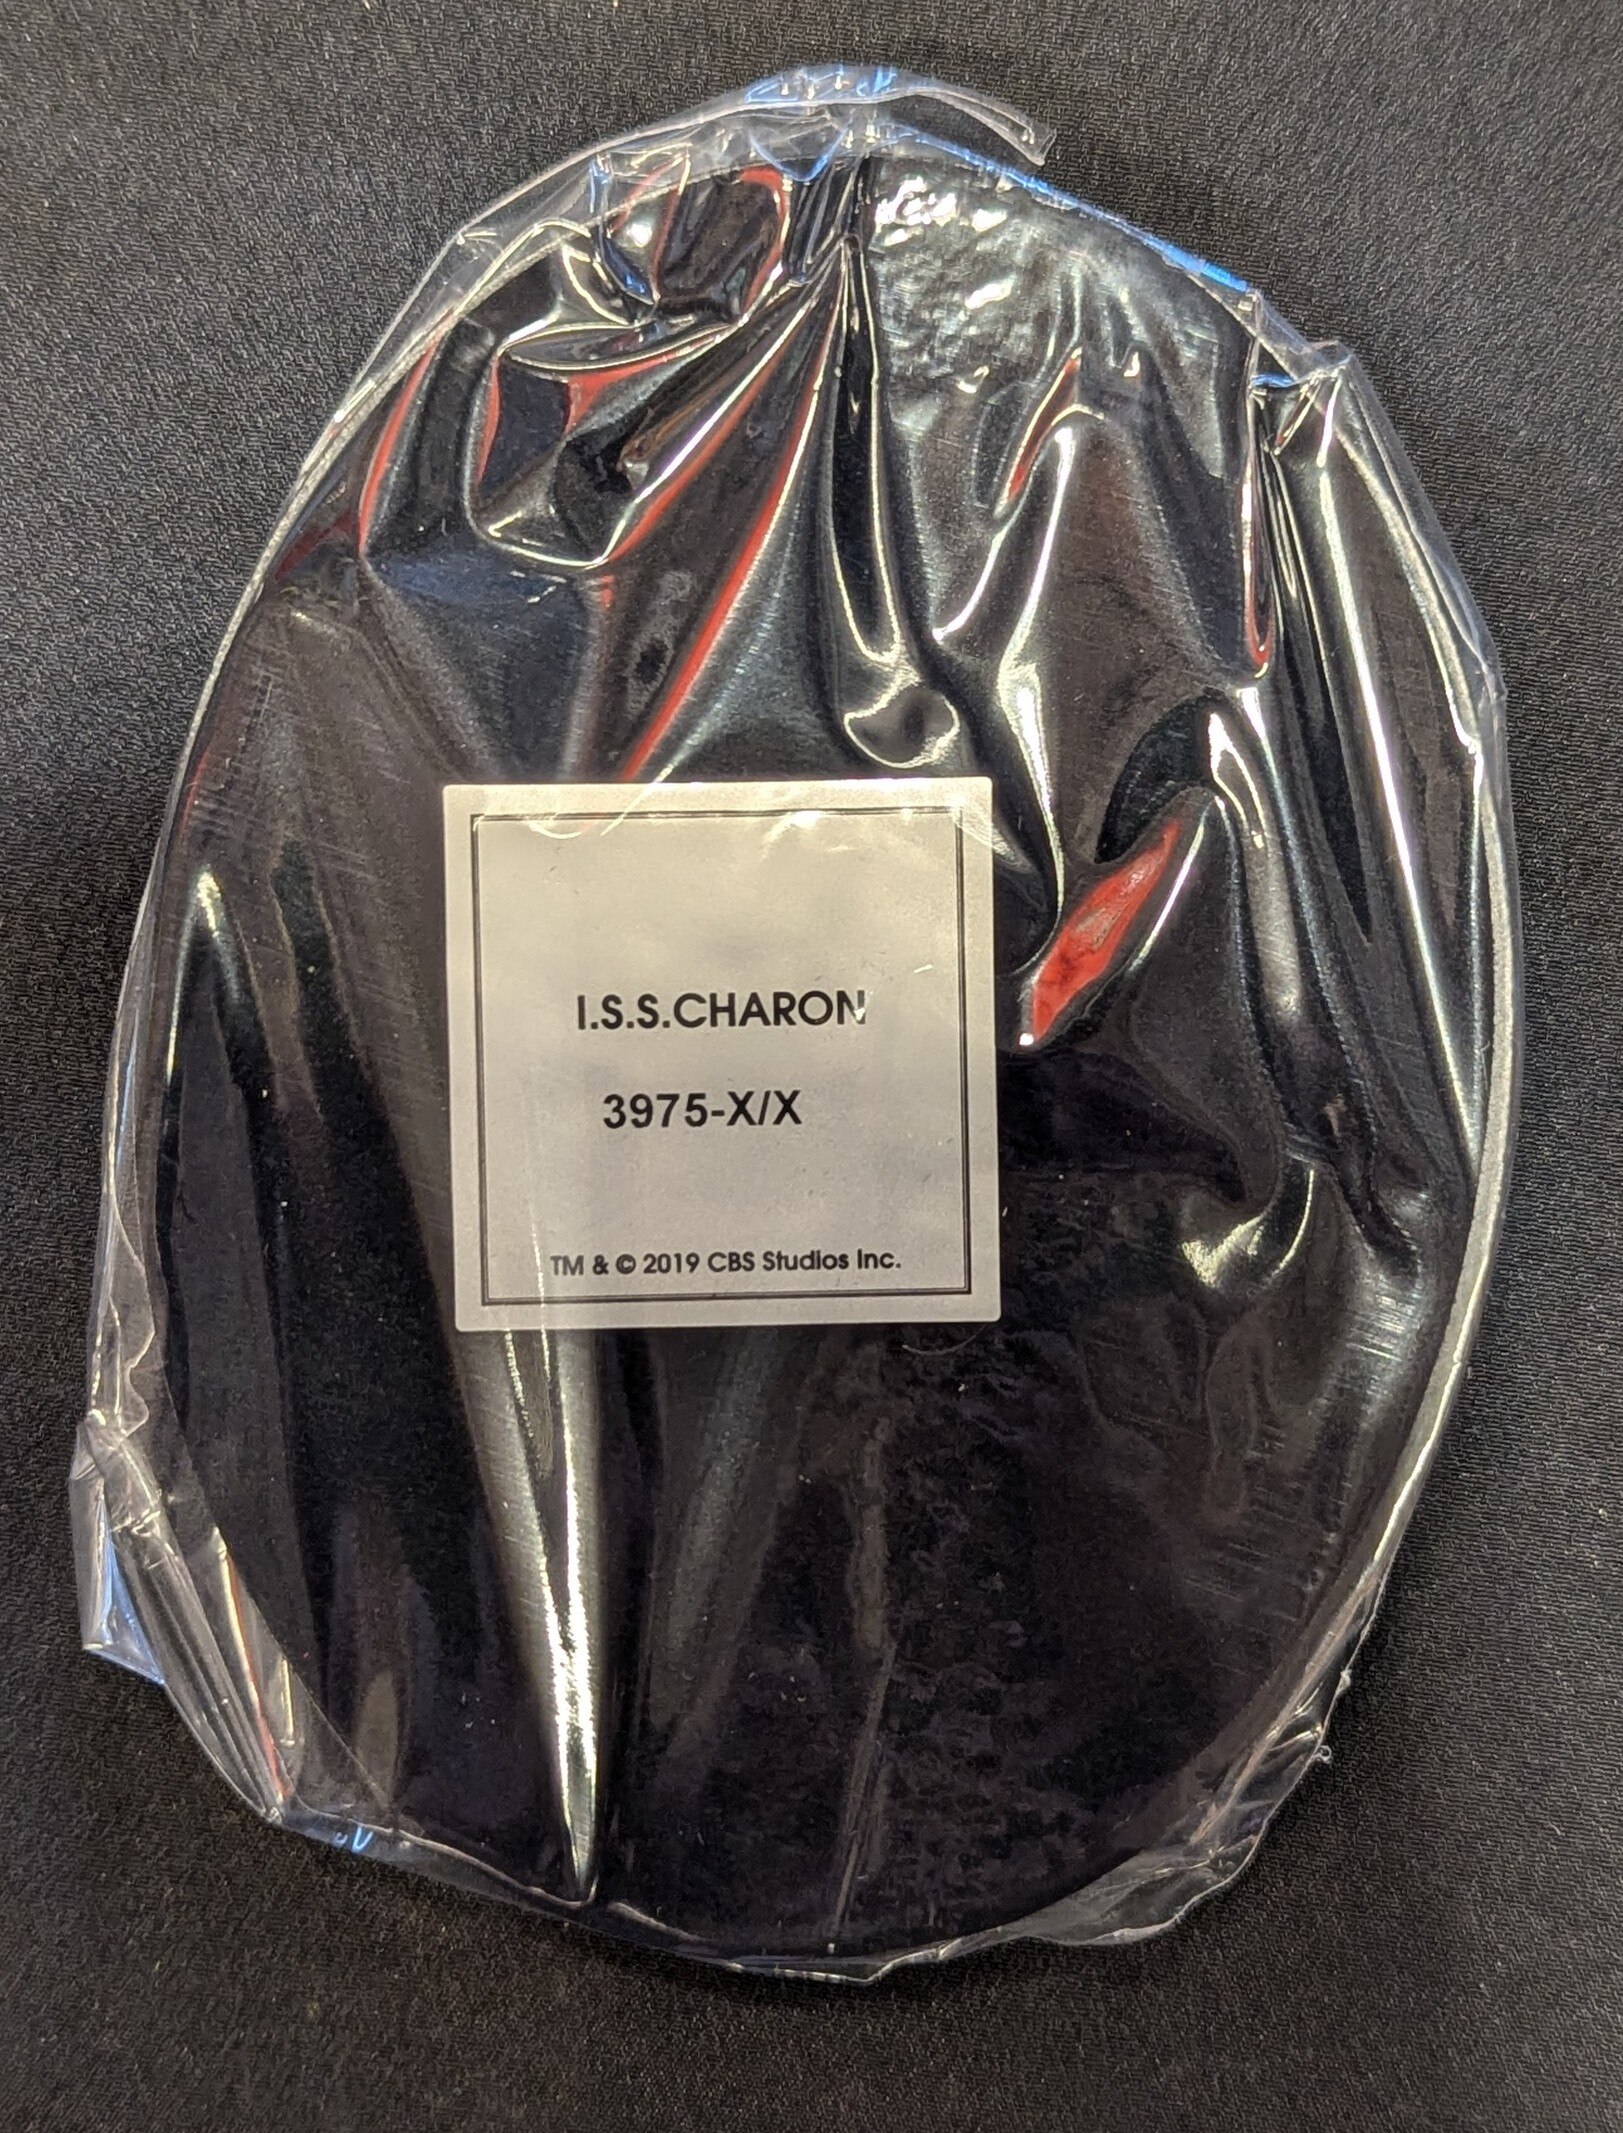 I.S.S.CHARON
3975-X/X
TM & © 2019 CBS Studios Inc.